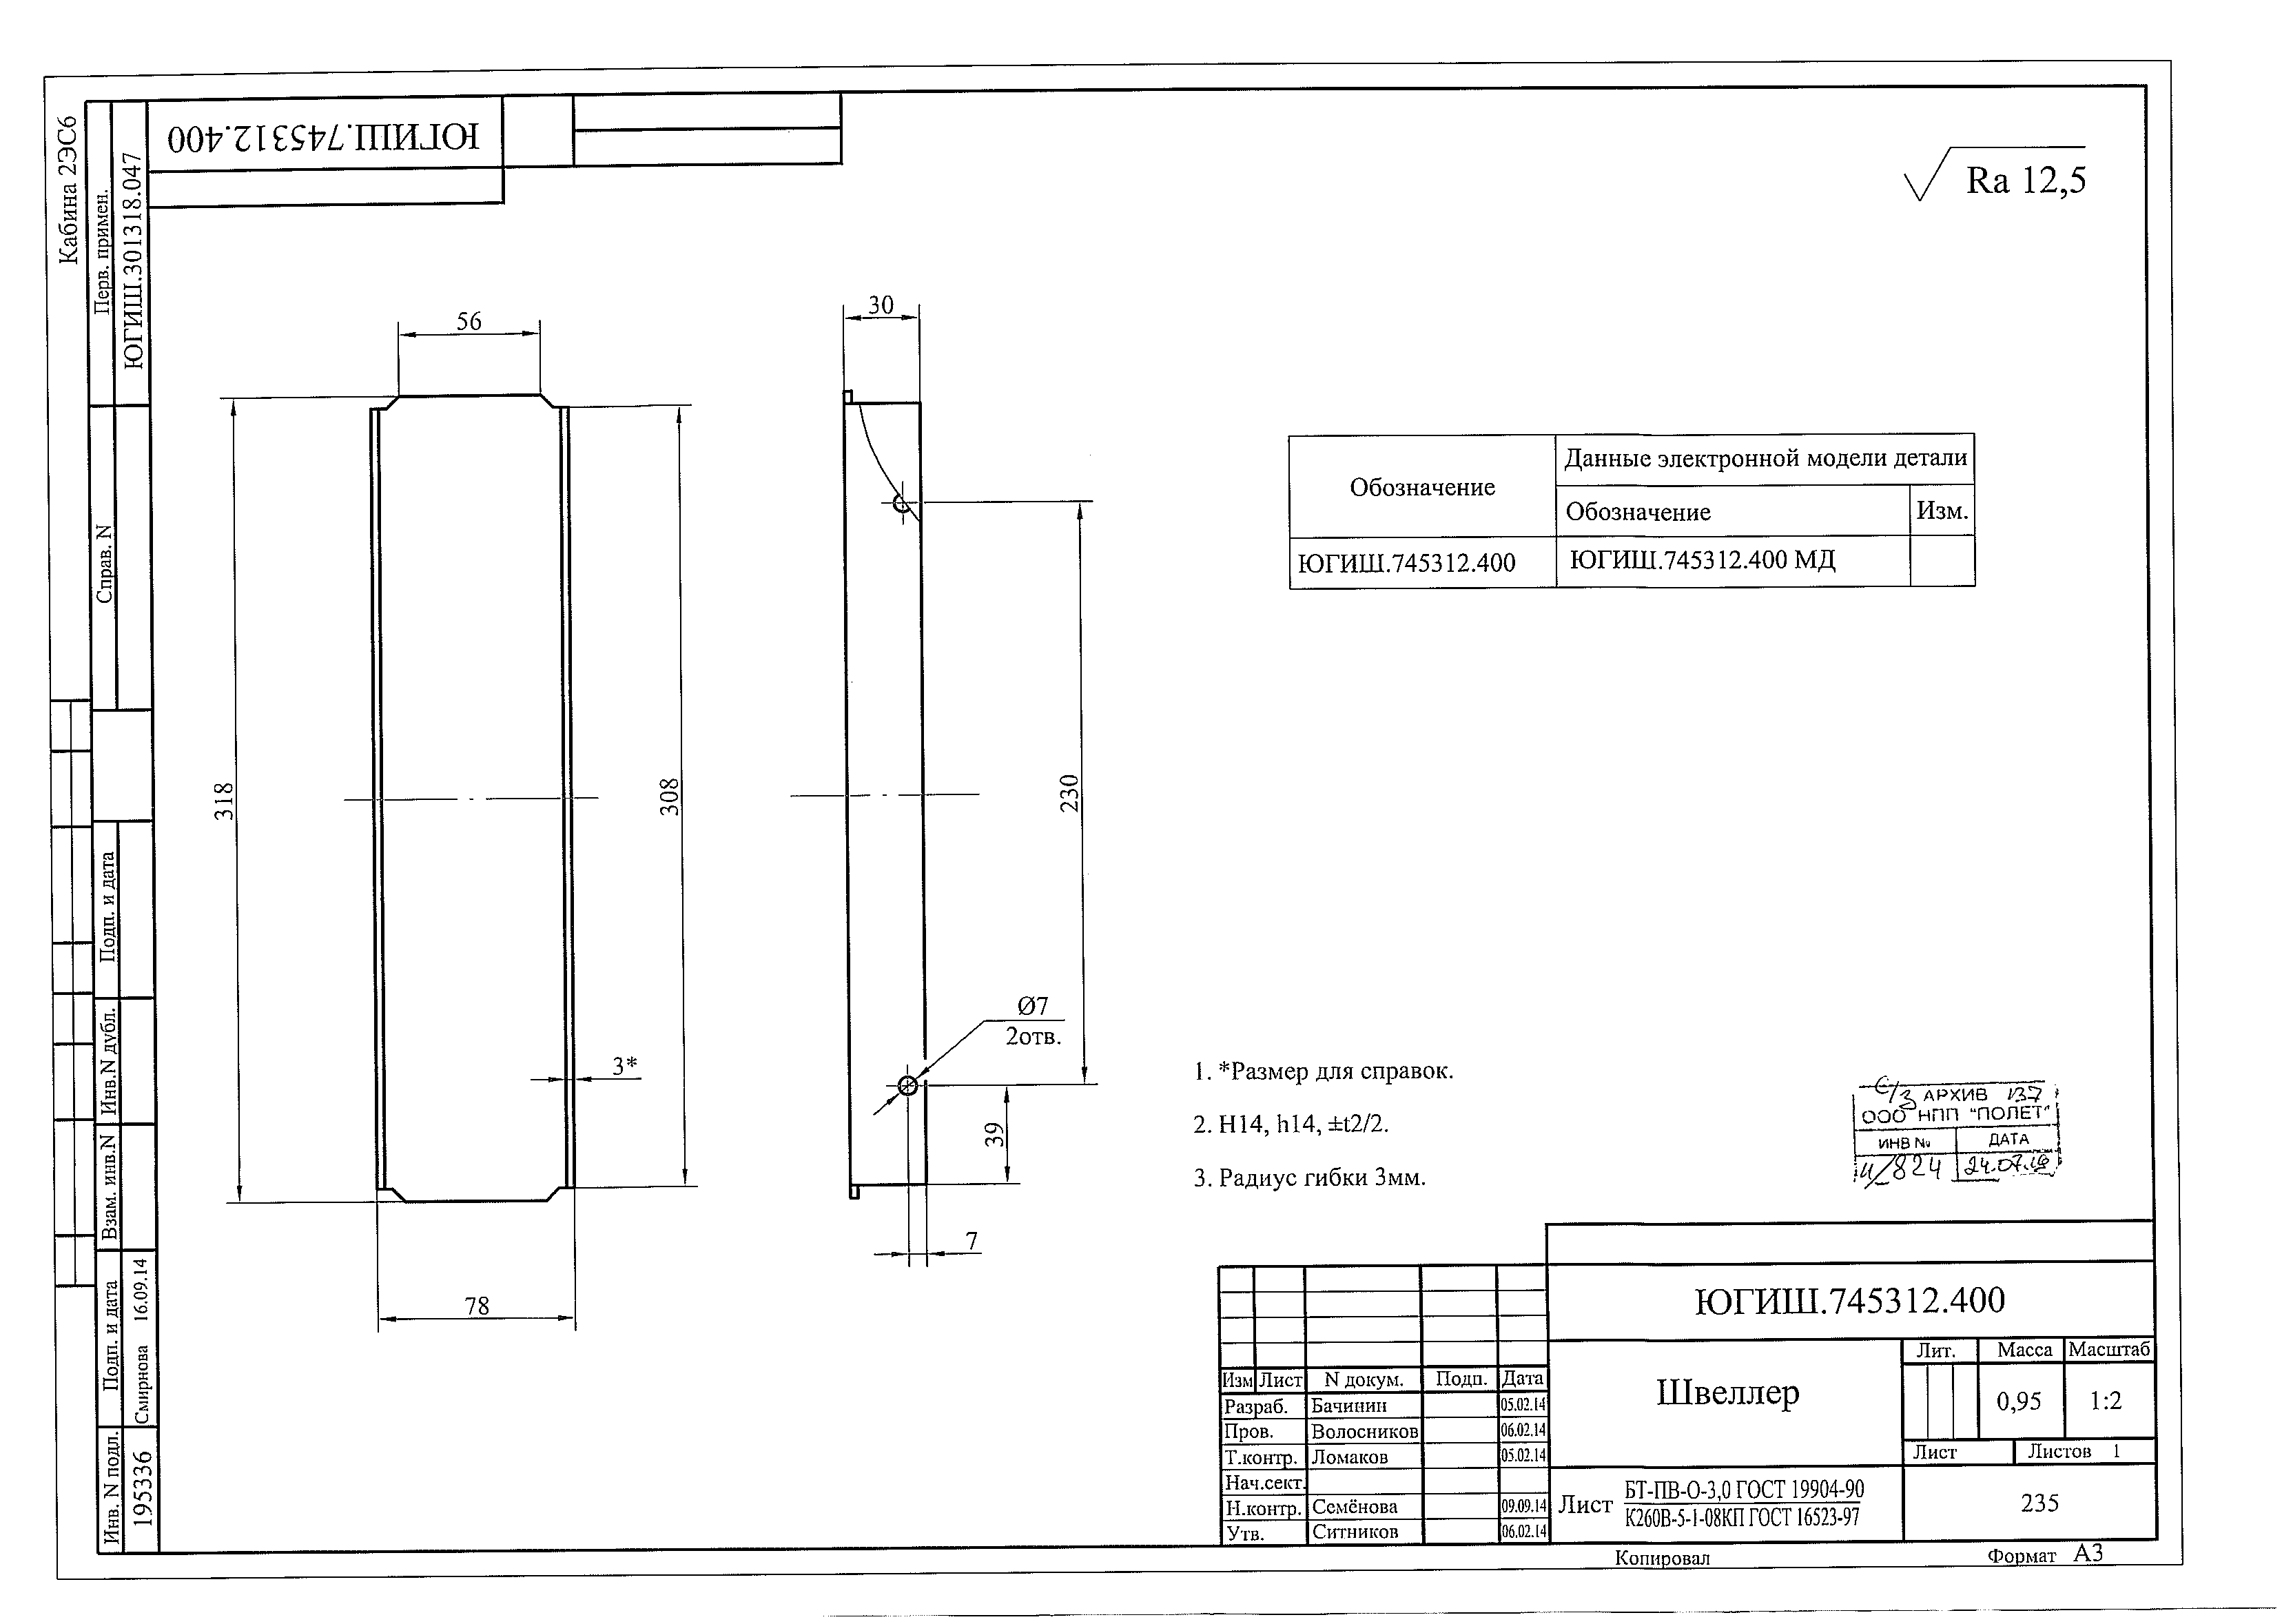 Кабина 2ЭС6
Перв. примен.
ЮГИШ.301318.047
Справ. N
Подп. и дата
Инв.N дубл.
Взам. инв.N
Подп. и дата
Смирнова 16.09.14
Инв. N подл.
195336
ЮГИШ.745312.400
Ra 12,5
56
30
318
308
230
3*
Ø7
2отв.
39
7
78
Обозначение
Данные электронной модели детали
Обозначение
Изм.
ЮГИШ.745312.400
ЮГИШ.745312.400 МД
1. *Размер для справок.
2. H14, h14, ±t2/2.
3. Радиус гибки 3мм.
АРХИВ
ООО НПП "ПОЛЕТ"
ИНВ № ДАТА
И/824 24.07.19
ЮГИШ.745312.400
Швеллер
Лит. Масса Масштаб
0,95 1:2
Лист Листов 1
Изм Лист N докум. Подп. Дата
Разраб. Бачинин 05.02.14
Пров. Волосников 06.02.14
Т.контр. Ломаков 05.02.14
Нач.сект.
Н.контр. Семёнова 09.09.14
Утв. Ситников 06.02.14
Лист БТ-ПВ-О-3,0 ГОСТ 19904-90
К260В-5-1-08КП ГОСТ 16523-97
235
Копировал
Формат А3